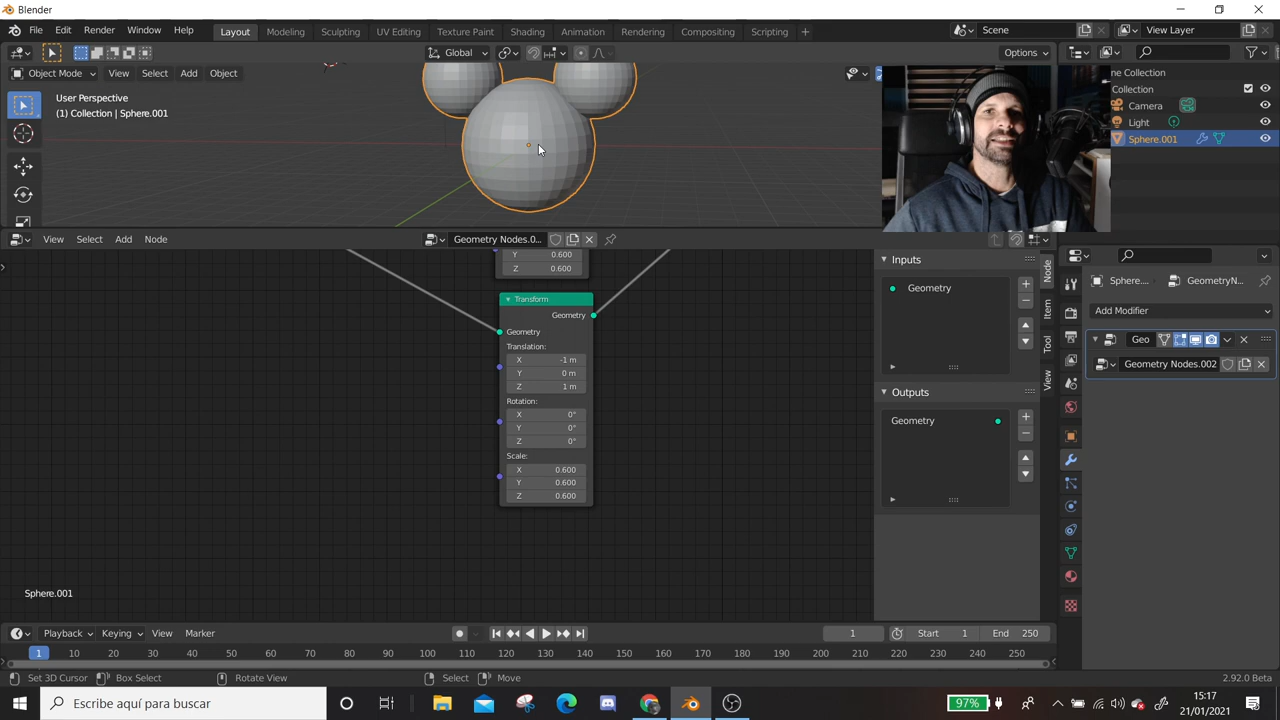 Blender
File Edit Render Window Help Layout Modeling Sculpting UV Editing Texture Paint Shading Animation Rendering Compositing Scripting + Scene View Layer
Global Options
Object Mode View Select Add Object
User Perspective
(1) Collection | Sphere.001
ne Collection
Collection
Camera
Light
Sphere.001
View Select Add Node Geometry Nodes.0...
Y 0.600
Z 0.600
Transform
Geometry
Geometry
Translation:
X -1 m
Y 0 m
Z 1 m
Rotation:
X 0°
Y 0°
Z 0°
Scale:
X 0.600
Y 0.600
Z 0.600
Sphere.001
Inputs
Geometry
Outputs
Geometry
Node
Item
Tool
View
Sphere.... GeometryN...
Add Modifier
Geo
Geometry Nodes.002
Playback Keying View Marker 1 Start 1 End 250
1 10 20 30 40 50 60 70 80 90 100 110 120 130 140 150 160 170 180 190 200 210 220 230 240 250
Set 3D Cursor Box Select Rotate View Select Move 2.92.0 Beta
Escribe aquí para buscar
97%
15:17
21/01/2021